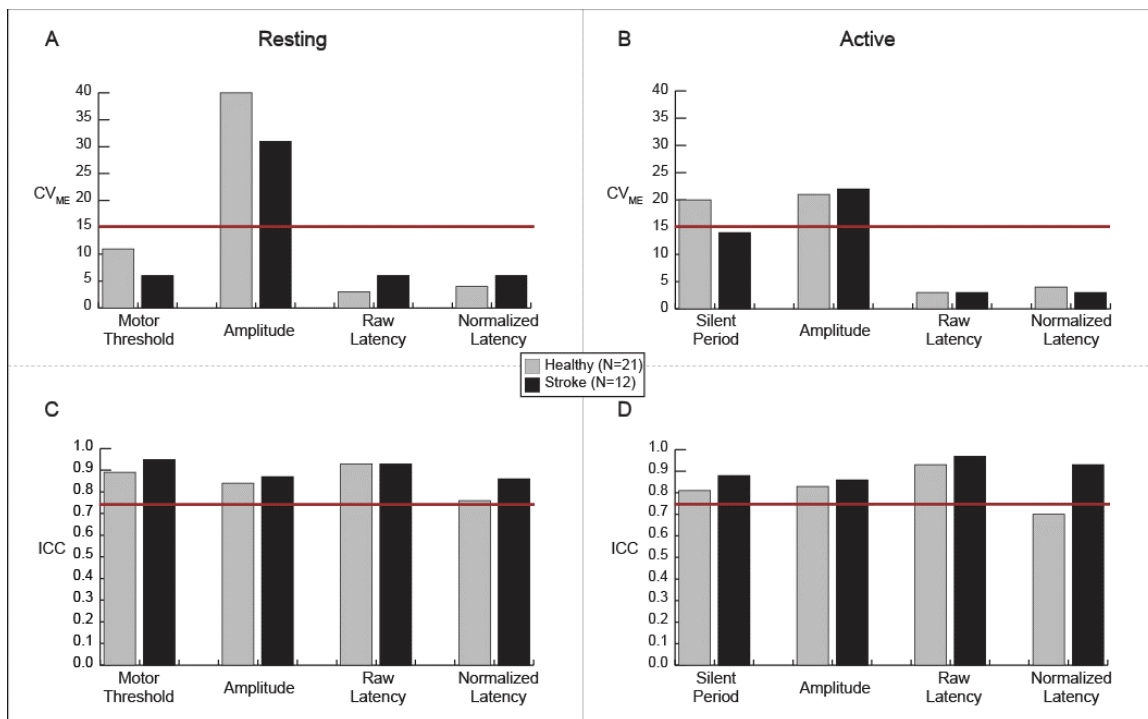 A
Resting
40
35
30
25
20
15
10
5
0
CV_ME
Motor
Threshold
Amplitude
Raw
Latency
Normalized
Latency
B
Active
40
35
30
25
20
15
10
5
0
CV_ME
Silent
Period
Amplitude
Raw
Latency
Normalized
Latency
Healthy (N=21)
Stroke (N=12)
C
1.0
0.9
0.8
0.7
0.6
0.5
0.4
0.3
0.2
0.1
0.0
ICC
Motor
Threshold
Amplitude
Raw
Latency
Normalized
Latency
D
1.0
0.9
0.8
0.7
0.6
0.5
0.4
0.3
0.2
0.1
0.0
ICC
Silent
Period
Amplitude
Raw
Latency
Normalized
Latency